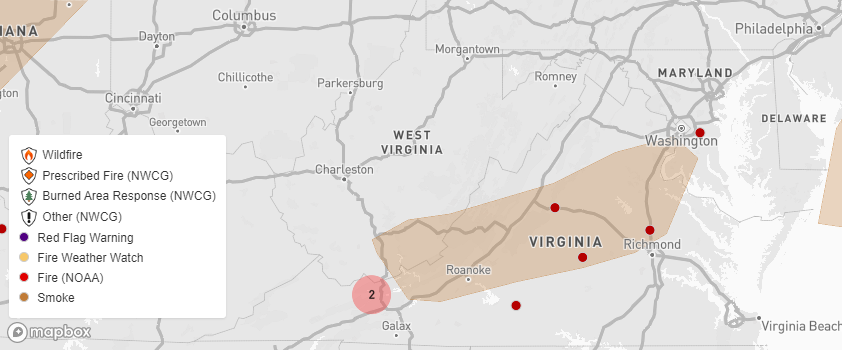 Columbus
Philadelphia
ANA
Dayton
Morgantown
MARYLAND
Chillicothe
Parkersburg
Romney
ngton
Cincinnati
DELAWARE
Georgetown
WEST
VIRGINIA
Washington
Charleston
Wildfire
Prescribed Fire (NWCG)
Burned Area Response (NWCG)
Other (NWCG)
Red Flag Warning
Fire Weather Watch
Fire (NOAA)
Smoke
VIRGINIA
Richmond
Roanoke
2
Galax
Virginia Beach
mapbox